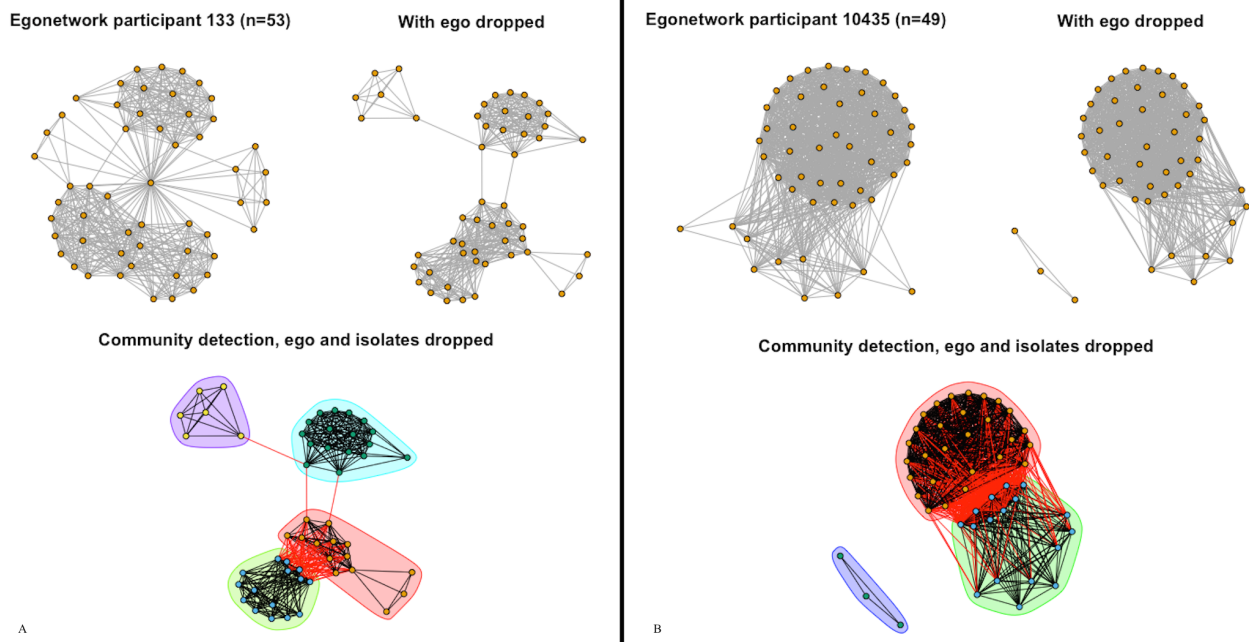 Egonetwork participant 133 (n=53)
With ego dropped
Community detection, ego and isolates dropped
A
Egonetwork participant 10435 (n=49)
With ego dropped
Community detection, ego and isolates dropped
B